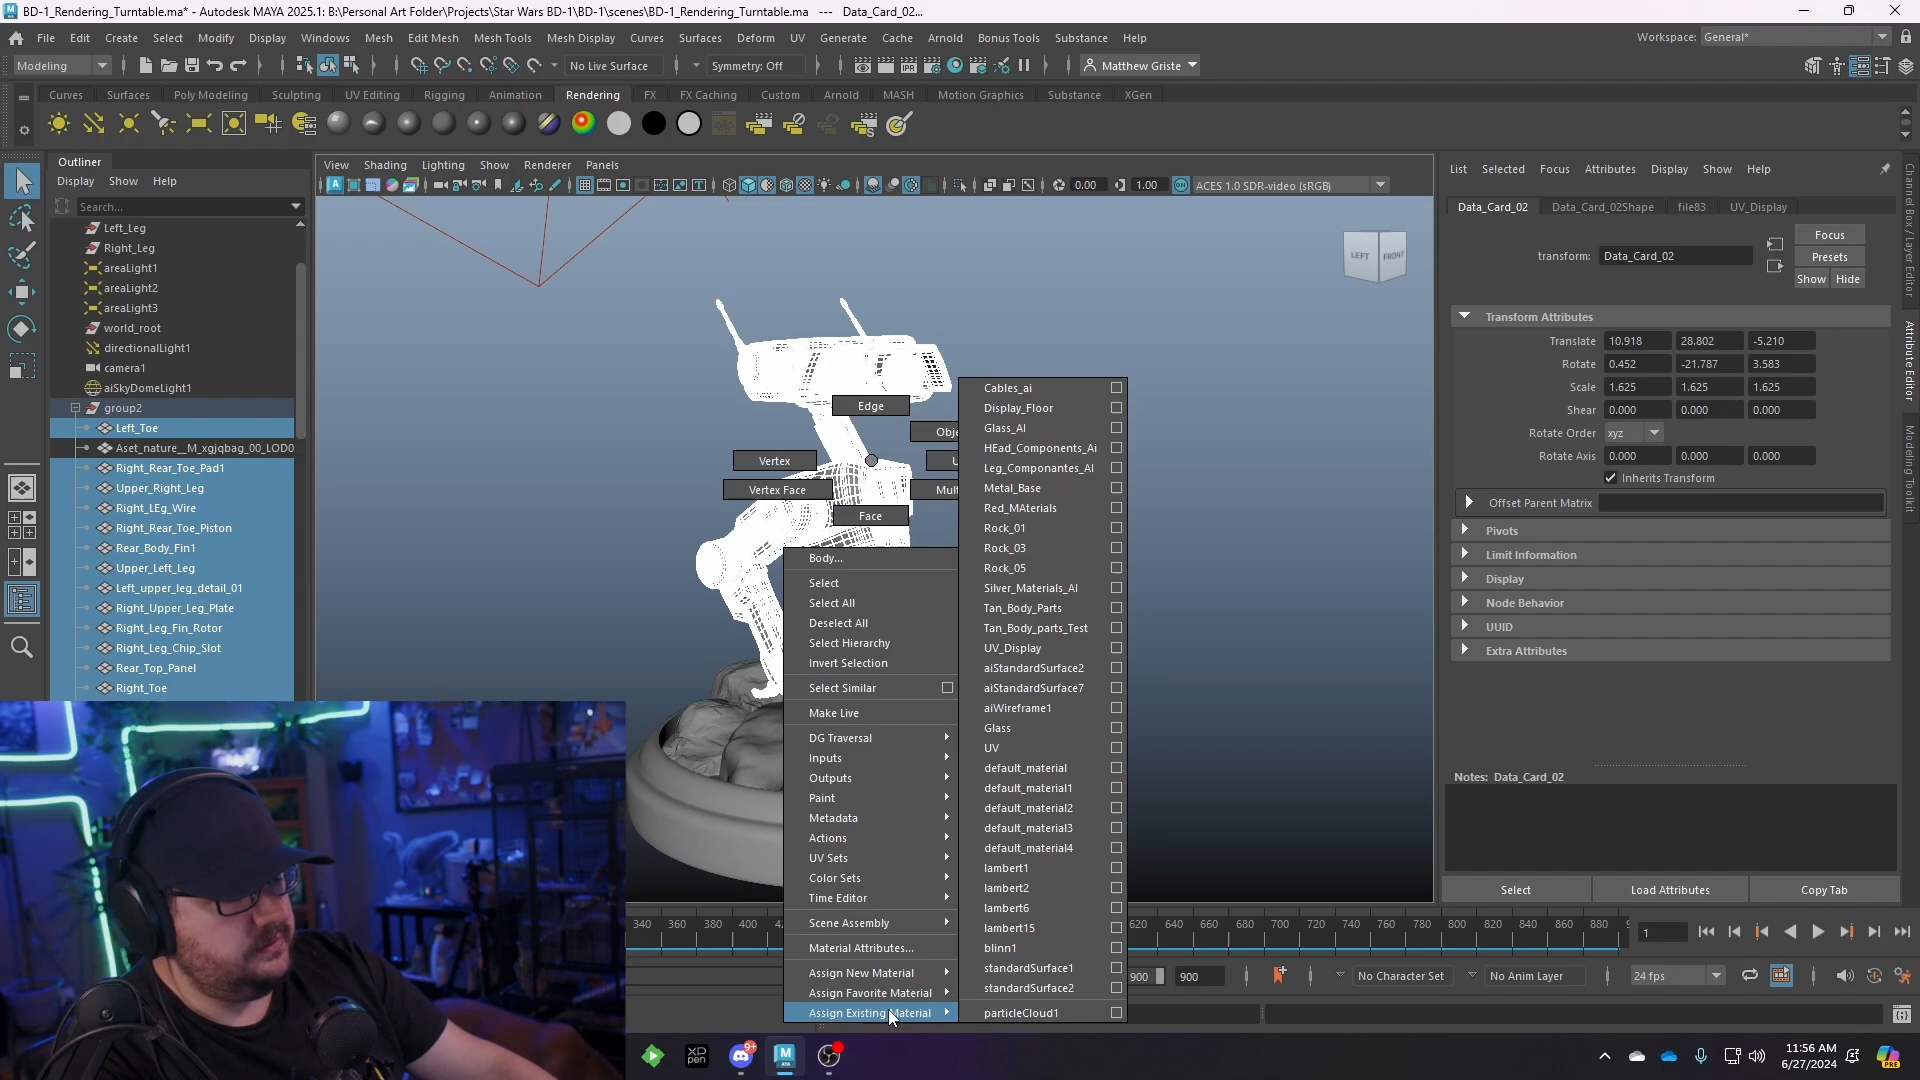 BD-1_Rendering_Turntable.ma* - Autodesk MAYA 2025.1: B:\Personal Art Folder\Projects\Star Wars BD-1\BD-1\scenes\BD-1_Rendering_Turntable.ma --- Data_Card_02...
File Edit Create Select Modify Display Windows Mesh Edit Mesh Mesh Tools Mesh Display Curves Surfaces Deform UV Generate Cache Arnold Bonus Tools Substance Help
Workspace: General*
Modeling
No Live Surface
Symmetry: Off
IPR
Matthew Griste
Curves Surfaces Poly Modeling Sculpting UV Editing Rigging Animation Rendering FX FX Caching Custom Arnold MASH Motion Graphics Substance XGen
Outliner
Display Show Help
Search...
Left_Leg
Right_Leg
areaLight1
areaLight2
areaLight3
world_root
directionalLight1
camera1
aiSkyDomeLight1
group2
Left_Toe
Aset_nature__M_xgjqbag_00_LOD0
Right_Rear_Toe_Pad1
Upper_Right_Leg
Right_LEg_Wire
Right_Rear_Toe_Piston
Rear_Body_Fin1
Upper_Left_Leg
Left_upper_leg_detail_01
Right_Upper_Leg_Plate
Right_Leg_Fin_Rotor
Right_Leg_Chip_Slot
Rear_Top_Panel
Right_Toe
View Shading Lighting Show Renderer Panels
0.00 1.00 ACES 1.0 SDR-video (sRGB)
LEFT FRONT
Edge
Obje
Vertex
U
Vertex Face
Mult
Face
Body...
Select
Select All
Deselect All
Select Hierarchy
Invert Selection
Select Similar
Make Live
DG Traversal
Inputs
Outputs
Paint
Metadata
Actions
UV Sets
Color Sets
Time Editor
Scene Assembly
Material Attributes...
Assign New Material
Assign Favorite Material
Assign Existing Material
Cables_ai
Display_Floor
Glass_AI
HEad_Components_Ai
Leg_Componantes_AI
Metal_Base
Red_MAterials
Rock_01
Rock_03
Rock_05
Silver_Materials_AI
Tan_Body_Parts
Tan_Body_parts_Test
UV_Display
aiStandardSurface2
aiStandardSurface7
aiWireframe1
Glass
UV
default_material
default_material1
default_material2
default_material3
default_material4
lambert1
lambert2
lambert6
lambert15
blinn1
standardSurface1
standardSurface2
particleCloud1
List Selected Focus Attributes Display Show Help
Data_Card_02 Data_Card_02Shape file83 UV_Display
transform: Data_Card_02
Focus
Presets
Show Hide
Transform Attributes
Translate 10.918 28.802 -5.210
Rotate 0.452 -21.787 3.583
Scale 1.625 1.625 1.625
Shear 0.000 0.000 0.000
Rotate Order xyz
Rotate Axis 0.000 0.000 0.000
Inherits Transform
Offset Parent Matrix
Pivots
Limit Information
Display
Node Behavior
UUID
Extra Attributes
Notes: Data_Card_02
Select Load Attributes Copy Tab
Channel Box / Layer Editor
Attribute Editor
Modeling Toolkit
340 360 380 400 620 640 660 680 700 720 740 760 780 800 820 840 860 880
1
900 900
No Character Set
No Anim Layer
24 fps
XP
PEN
9+
11:56 AM
6/27/2024
PRE